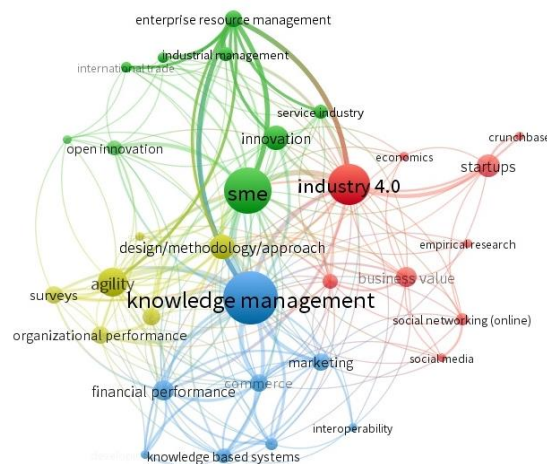 enterprise resource management
industrial management
international trade
service industry
innovation
open innovation
crunchbase
economics
startups
industry 4.0
sme
design/methodology/approach
empirical research
agility
business value
surveys
knowledge management
social networking (online)
organizational performance
social media
marketing
commerce
financial performance
interoperability
knowledge based systems